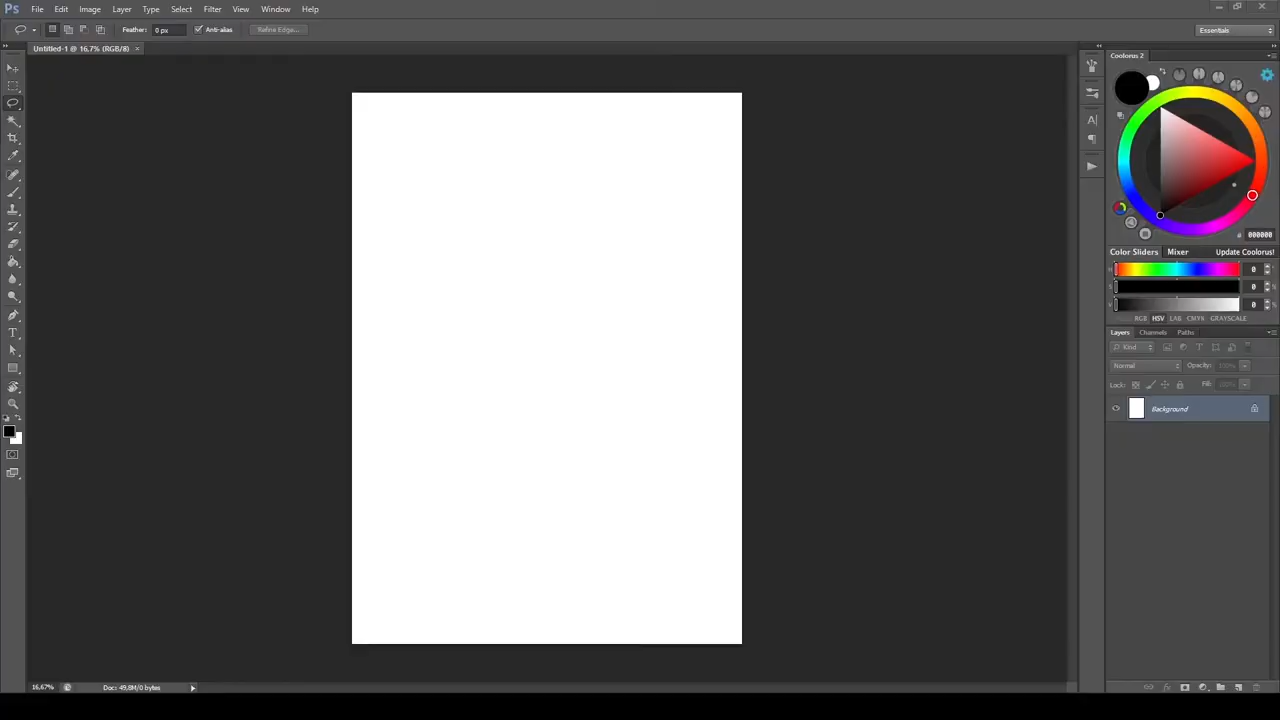 Ps File Edit Image Layer Type Select Filter View Window Help
Feather: 0 px Anti-alias Refine Edge... Essentials
Untitled-1 @ 16,7% (RGB/8) ×
Coolorus 2
# 000000
Color Sliders Mixer Update Coolorus!
H 0
S 0 %
V 0 %
RGB HSV LAB CMYK GRAYSCALE
Layers Channels Paths
Kind
Normal Opacity: 100%
Lock: Fill: 100%
Background
16,67% Doc: 49,8M/0 bytes